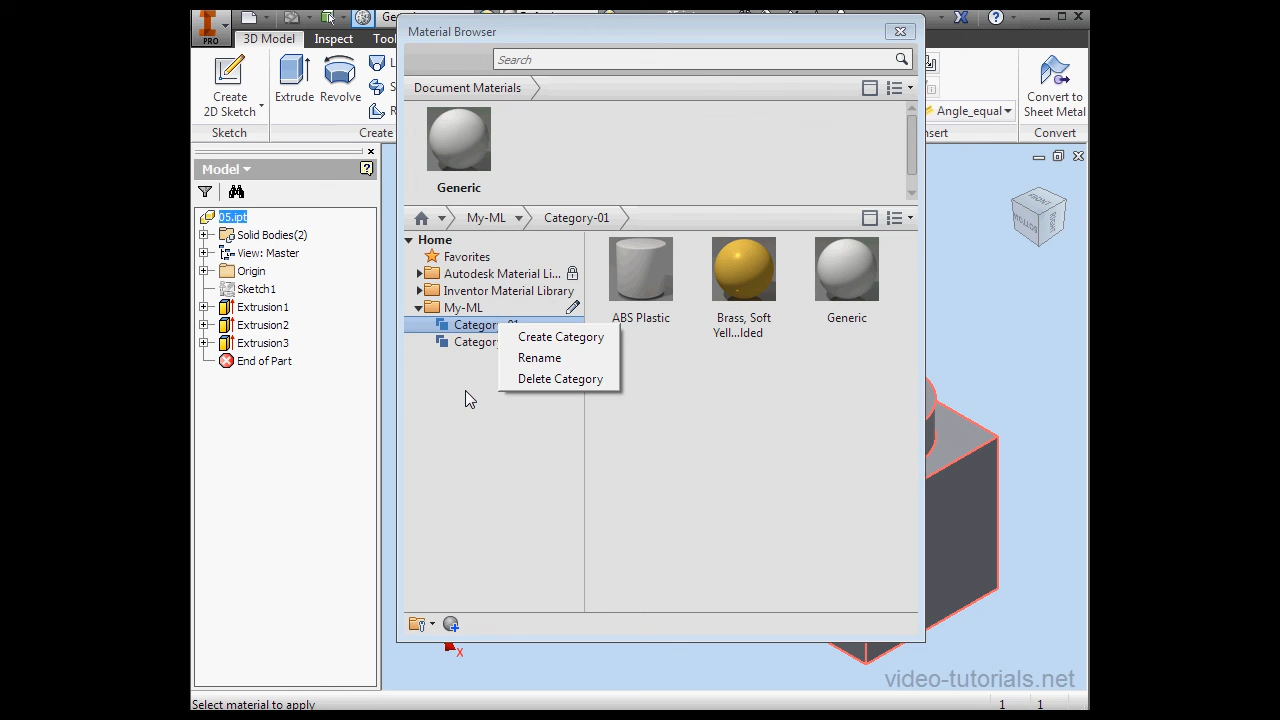 Material Browser
PRO
3D Model Inspect
Search
Create
2D Sketch
Extrude
Revolve
Angle_equal
Convert to
Sheet Metal
Sketch
Create
Convert
Document Materials
Generic
Model
05.ipt
Solid Bodies(2)
View: Master
Origin
Sketch1
Extrusion1
Extrusion2
Extrusion3
End of Part
My-ML
Category-01
Home
Favorites
Autodesk Material Li...
Inventor Material Library
My-ML
Create Category
Rename
Delete Category
ABS Plastic
Brass, Soft
Yell...lded
Generic
FRONT
BOTTOM
X
video-tutorials.net
Select material to apply
1 1